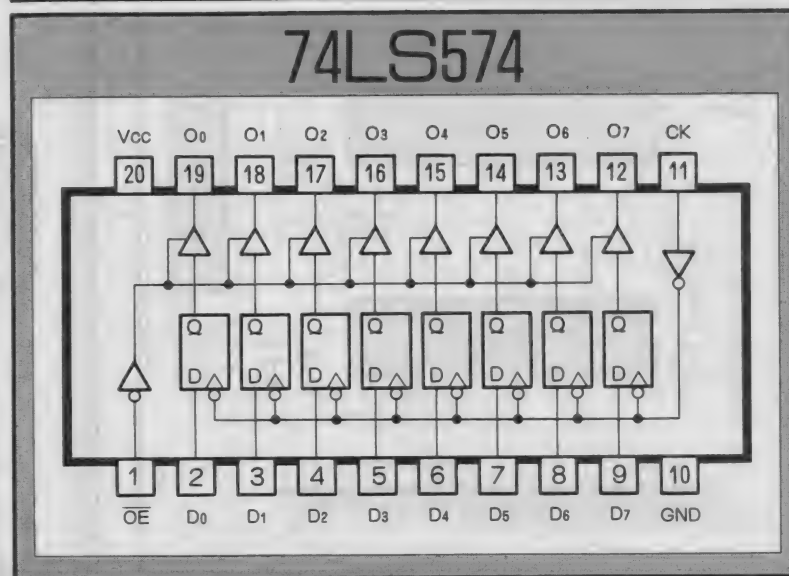 74LS574
Vcc O0 O1 O2 O3 O4 O5 O6 O7 CK
20 19 18 17 16 15 14 13 12 11
Q Q Q Q Q Q Q Q
D D D D D D D D
1 2 3 4 5 6 7 8 9 10
O̅E̅ D0 D1 D2 D3 D4 D5 D6 D7 GND